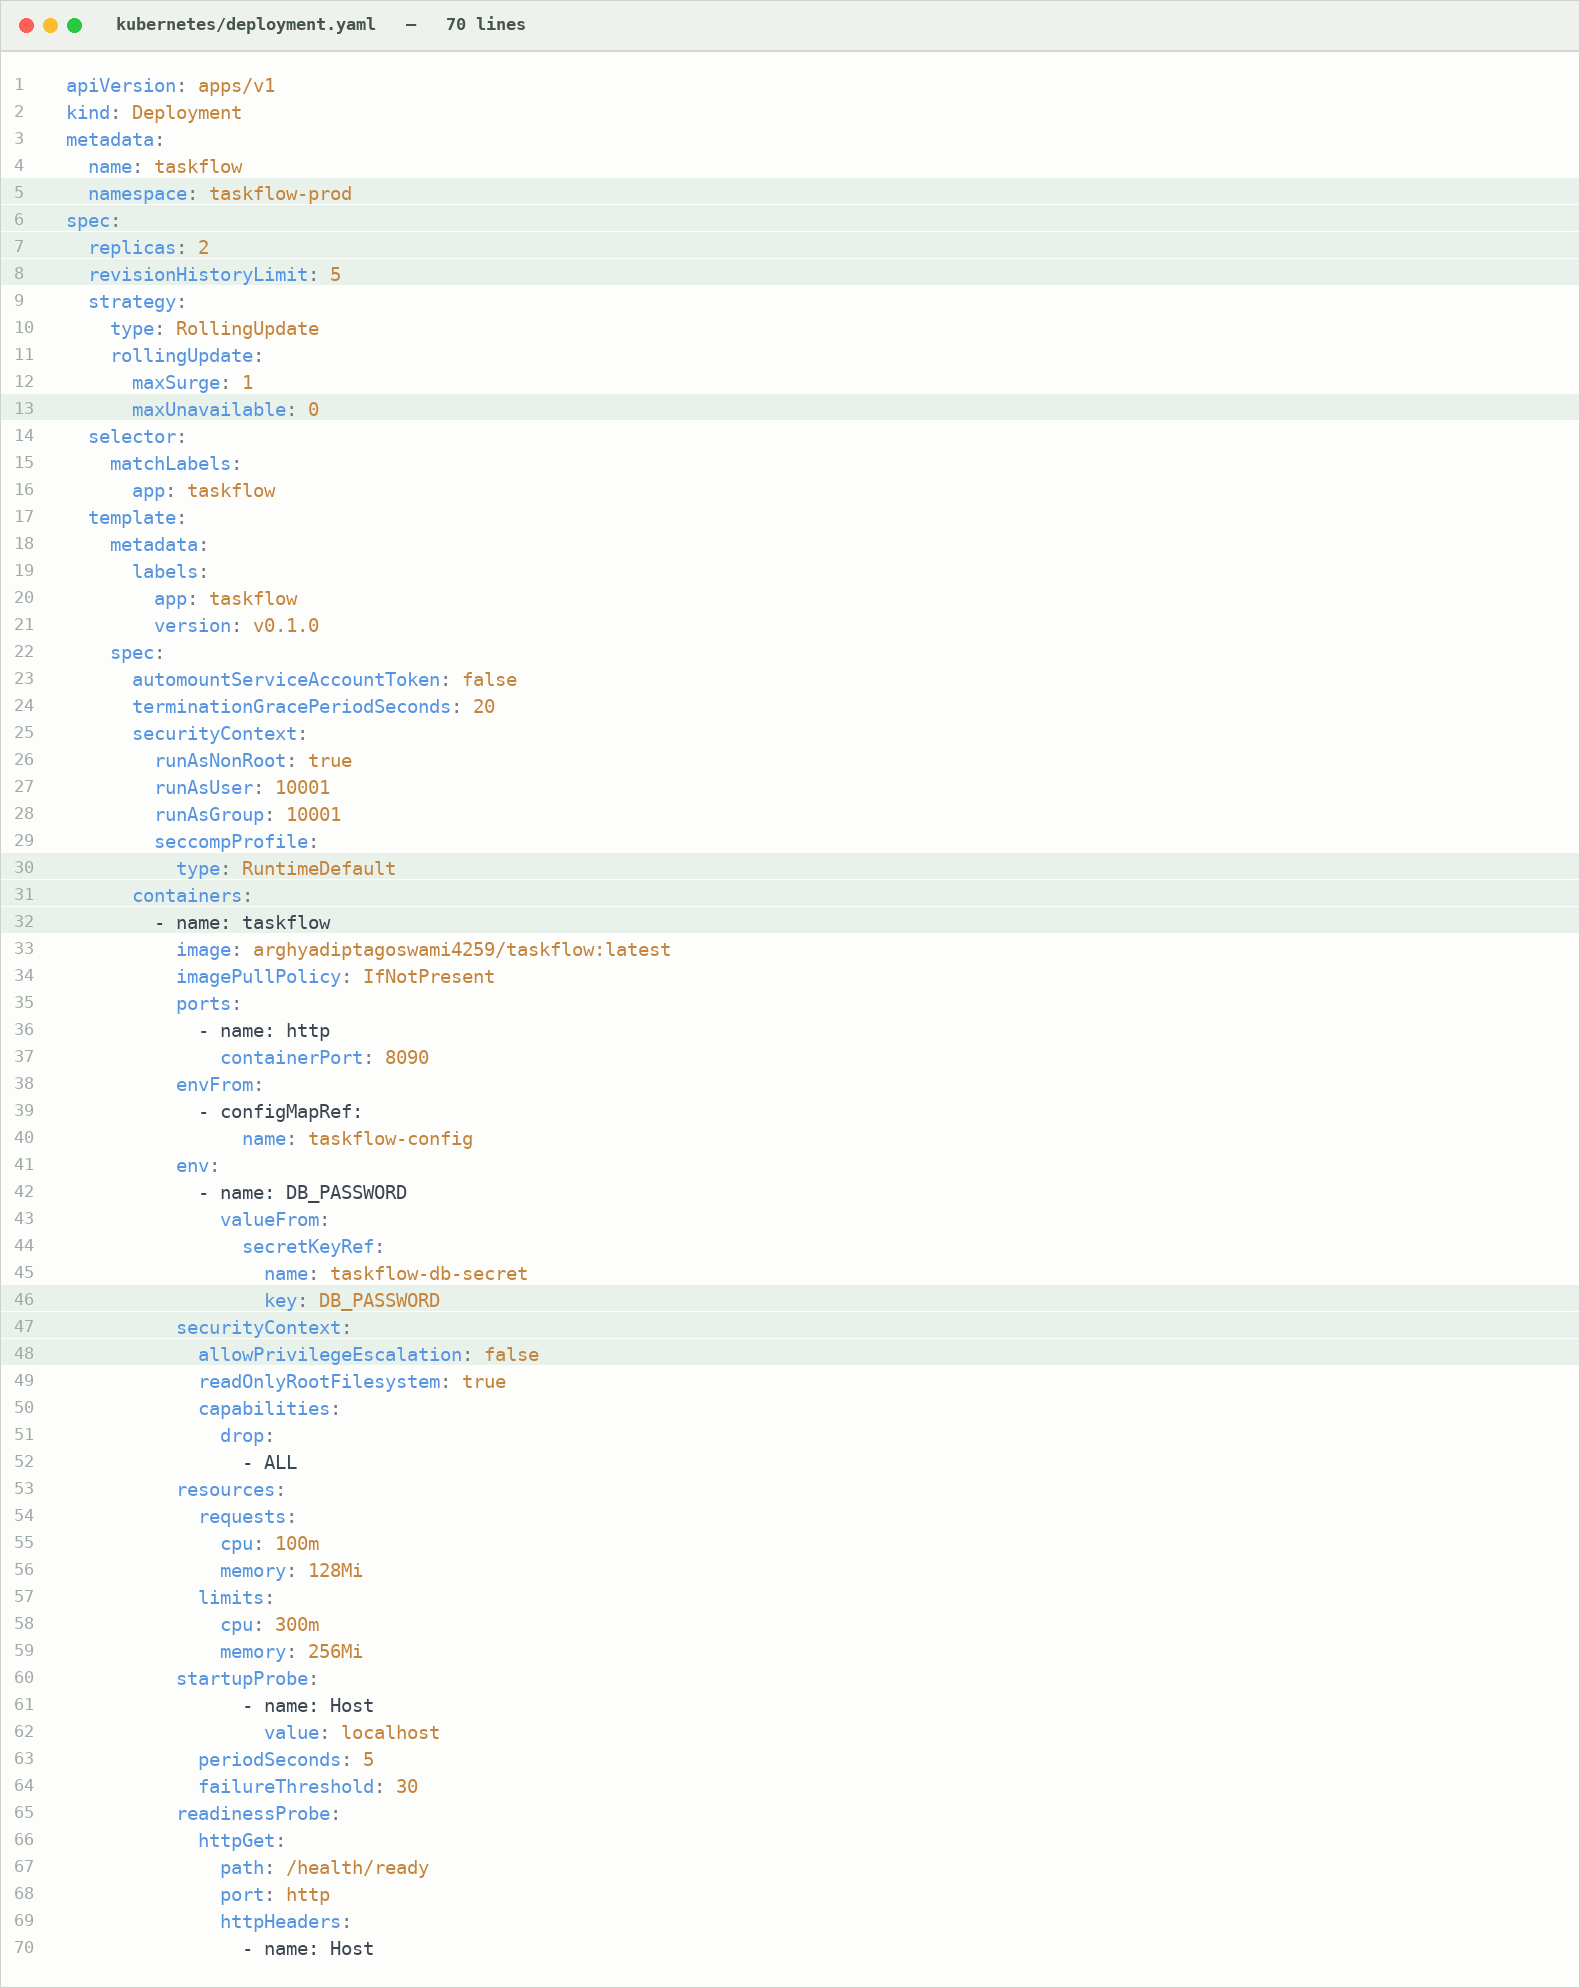 kubernetes/deployment.yaml — 70 lines
1 apiVersion: apps/v1
2 kind: Deployment
3 metadata:
4   name: taskflow
5   namespace: taskflow-prod
6 spec:
7   replicas: 2
8   revisionHistoryLimit: 5
9   strategy:
10     type: RollingUpdate
11     rollingUpdate:
12       maxSurge: 1
13       maxUnavailable: 0
14   selector:
15     matchLabels:
16       app: taskflow
17   template:
18     metadata:
19       labels:
20         app: taskflow
21         version: v0.1.0
22     spec:
23       automountServiceAccountToken: false
24       terminationGracePeriodSeconds: 20
25       securityContext:
26         runAsNonRoot: true
27         runAsUser: 10001
28         runAsGroup: 10001
29         seccompProfile:
30           type: RuntimeDefault
31       containers:
32         - name: taskflow
33           image: arghyadiptagoswami4259/taskflow:latest
34           imagePullPolicy: IfNotPresent
35           ports:
36             - name: http
37               containerPort: 8090
38           envFrom:
39             - configMapRef:
40                 name: taskflow-config
41           env:
42             - name: DB_PASSWORD
43               valueFrom:
44                 secretKeyRef:
45                   name: taskflow-db-secret
46                   key: DB_PASSWORD
47           securityContext:
48             allowPrivilegeEscalation: false
49             readOnlyRootFilesystem: true
50             capabilities:
51               drop:
52                 - ALL
53           resources:
54             requests:
55               cpu: 100m
56               memory: 128Mi
57             limits:
58               cpu: 300m
59               memory: 256Mi
60           startupProbe:
61                 - name: Host
62                   value: localhost
63             periodSeconds: 5
64             failureThreshold: 30
65           readinessProbe:
66             httpGet:
67               path: /health/ready
68               port: http
69               httpHeaders:
70                 - name: Host